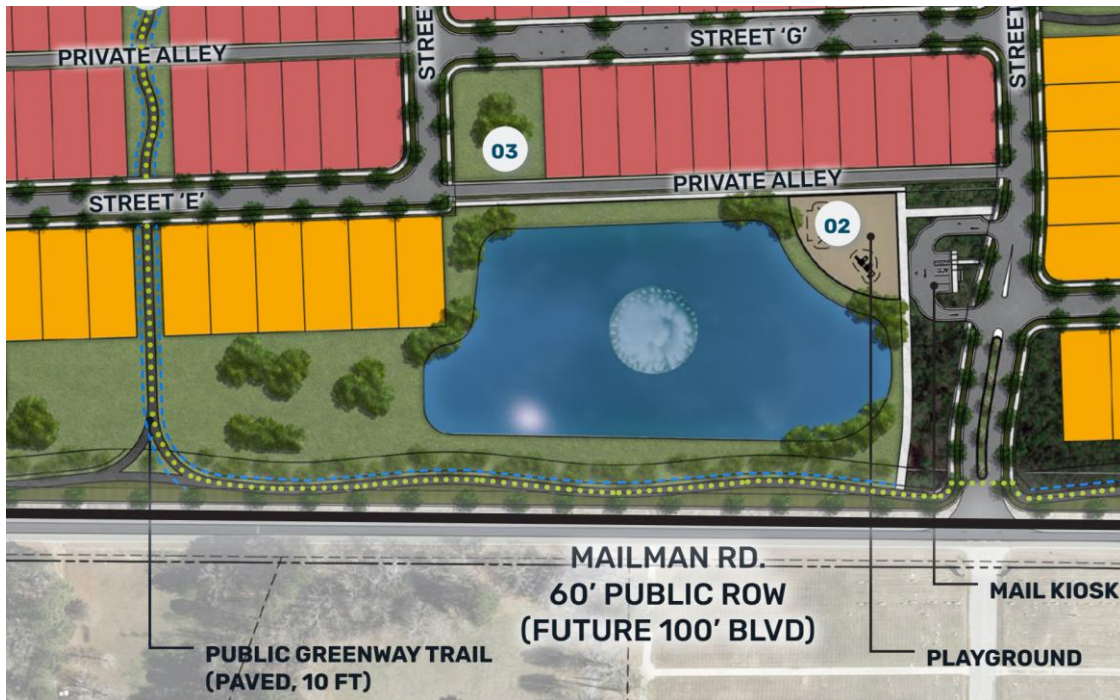 STREET
STREET 'G'
STREET
PRIVATE ALLEY
03
PRIVATE ALLEY
STREET 'E'
02
MAILMAN RD.
60' PUBLIC ROW
(FUTURE 100' BLVD)
MAIL KIOSK
PUBLIC GREENWAY TRAIL
(PAVED, 10 FT)
PLAYGROUND